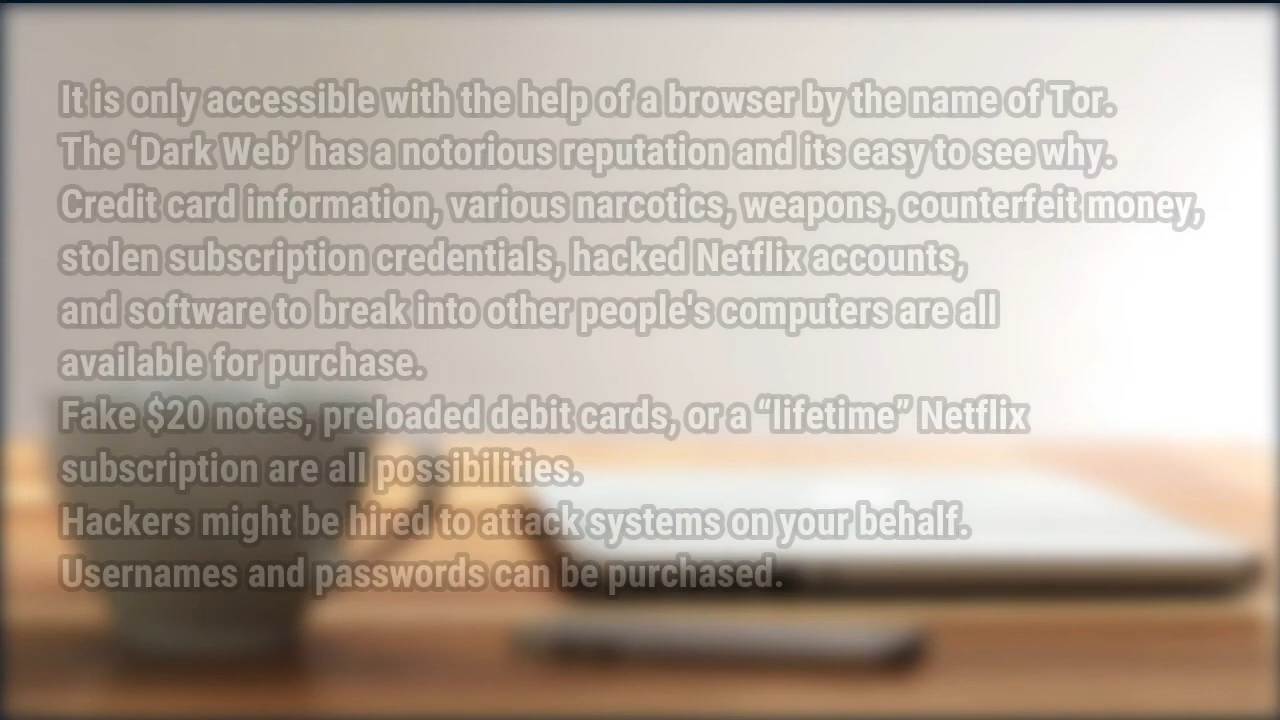 It is only accessible with the help of a browser by the name of Tor.
The ‘Dark Web’ has a notorious reputation and its easy to see why.
Credit card information, various narcotics, weapons, counterfeit money,
stolen subscription credentials, hacked Netflix accounts,
and software to break into other people's computers are all
available for purchase.
Fake $20 notes, preloaded debit cards, or a “lifetime” Netflix
subscription are all possibilities.
Hackers might be hired to attack systems on your behalf.
Usernames and passwords can be purchased.